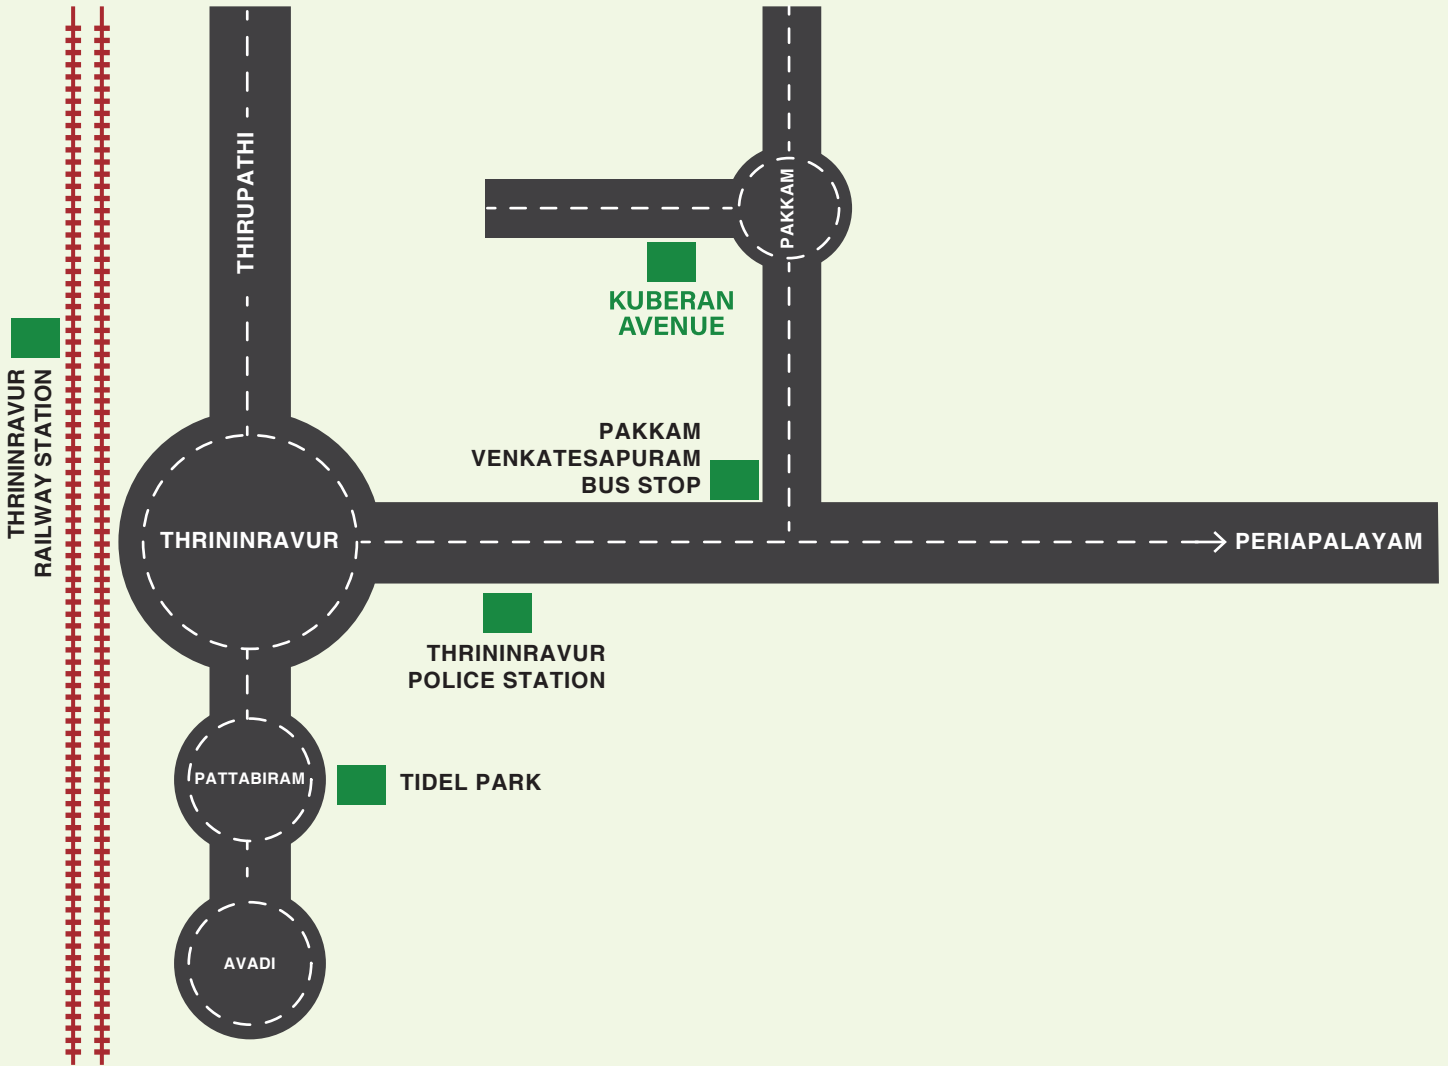 THIRUPATHI
PAKKAM
KUBERAN
AVENUE
THRININRAVUR
RAILWAY STATION
PAKKAM
VENKATESAPURAM
BUS STOP
THRININRAVUR
PERIAPALAYAM
THRININRAVUR
POLICE STATION
PATTABIRAM
TIDEL PARK
AVADI